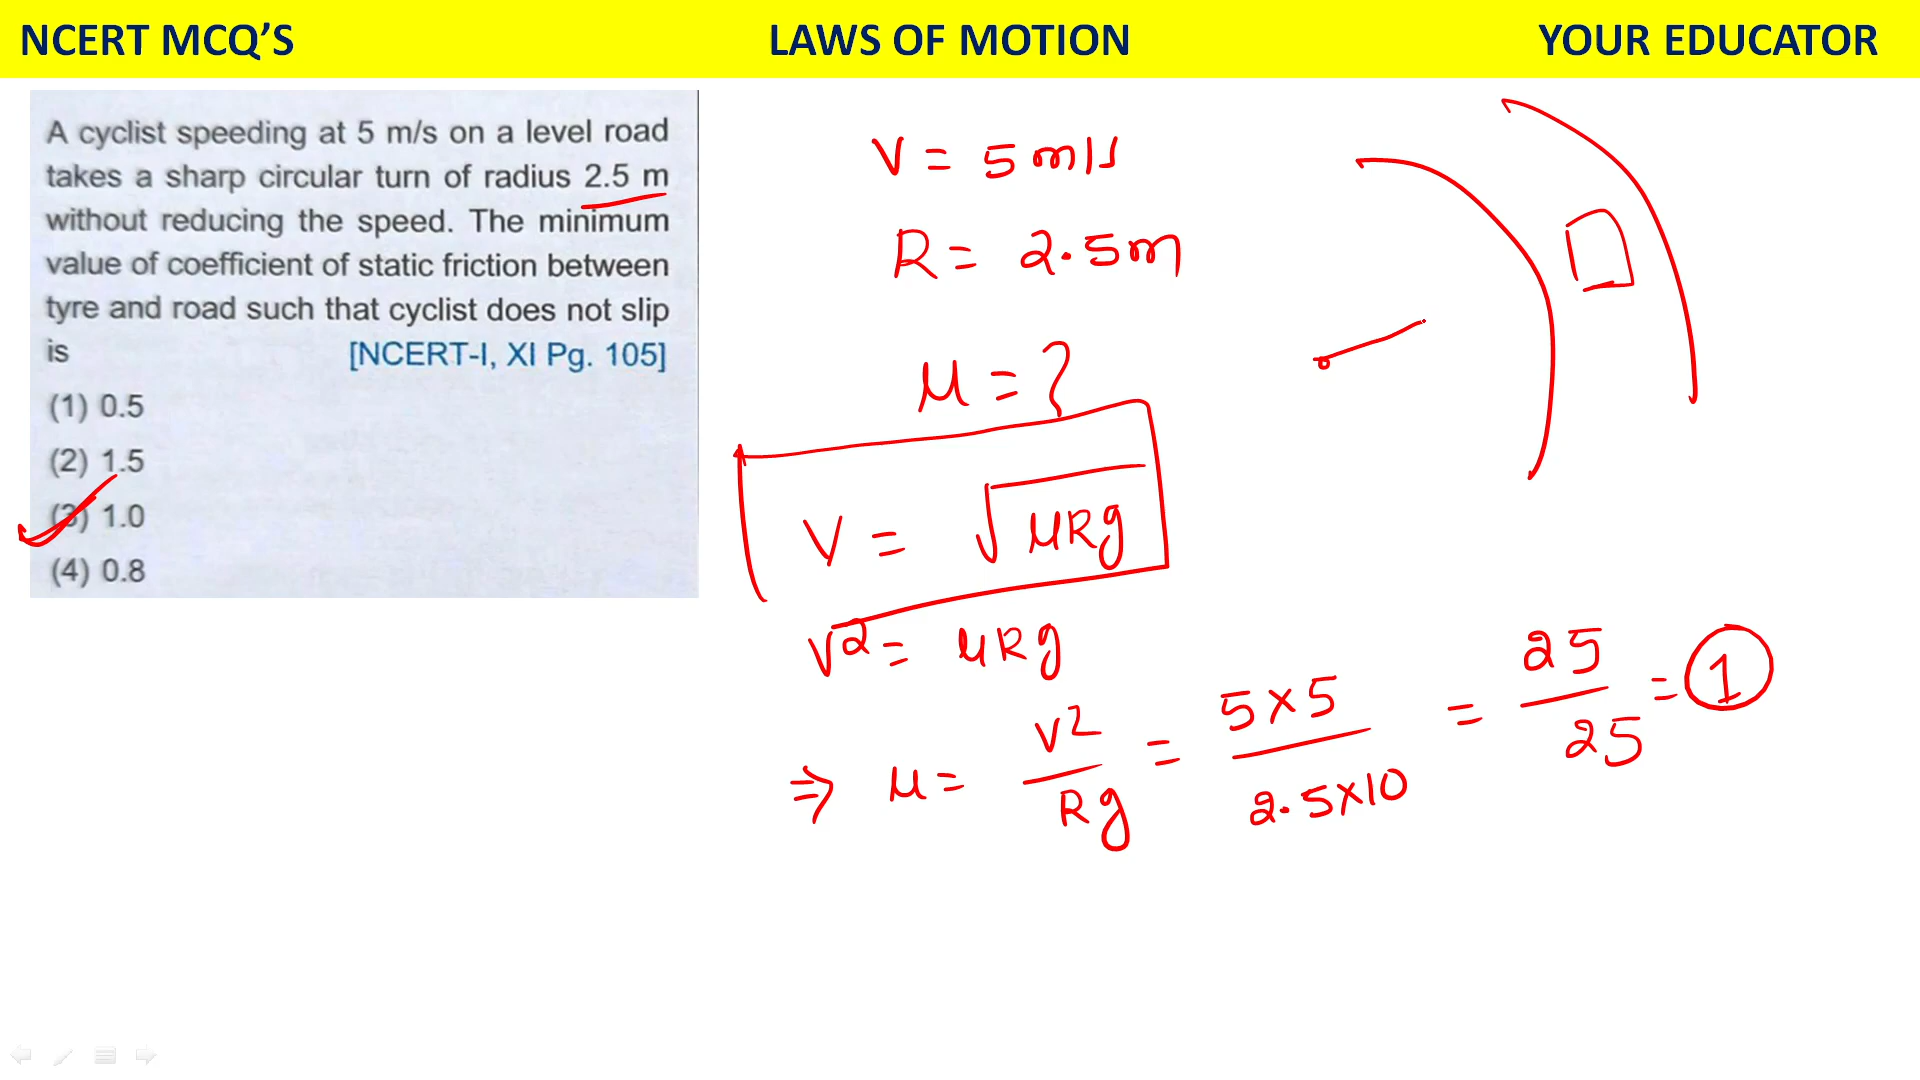 NCERT MCQ'S
LAWS OF MOTION
YOUR EDUCATOR
A cyclist speeding at 5 m/s on a level road
takes a sharp circular turn of radius 2.5 m
without reducing the speed. The minimum
value of coefficient of static friction between
tyre and road such that cyclist does not slip
is [NCERT-I, XI Pg. 105]
(1) 0.5
(2) 1.5
(3) 1.0
(4) 0.8
V = 5 m/s
R = 2.5 m
μ = ?
V = √μRg
V² = μRg
⇒ μ = V²/Rg = 5×5/2.5×10 = 25/25 = 1